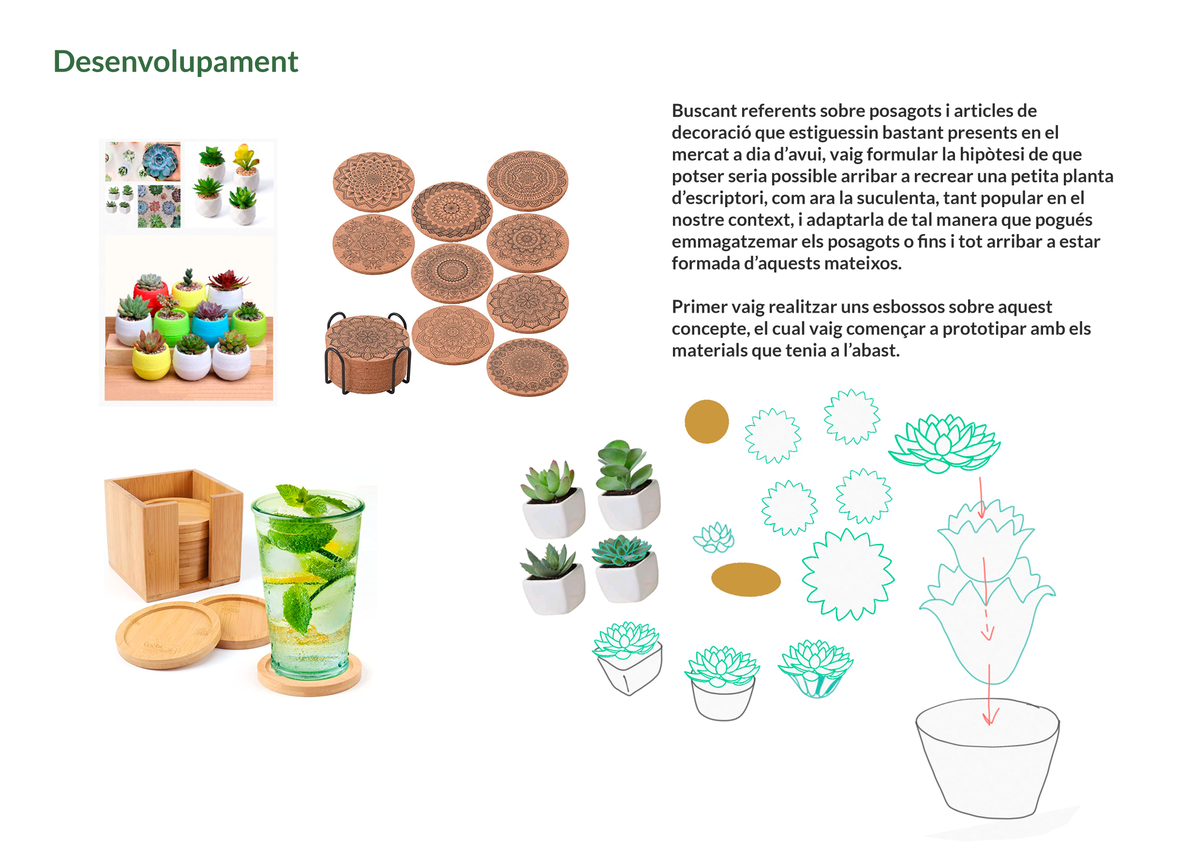 Desenvolupament
Buscant referents sobre posagots i articles de
decoració que estiguessin bastant presents en el
mercat a dia d’avui, vaig formular la hipòtesi de que
potser seria possible arribar a recrear una petita planta
d’escriptori, com ara la suculenta, tant popular en el
nostre context, i adaptarla de tal manera que pogués
emmagatzemar els posagots o fins i tot arribar a estar
formada d’aquests mateixos.
Primer vaig realitzar uns esbossos sobre aquest
concepte, el cual vaig començar a prototipar amb els
materials que tenia a l’abast.